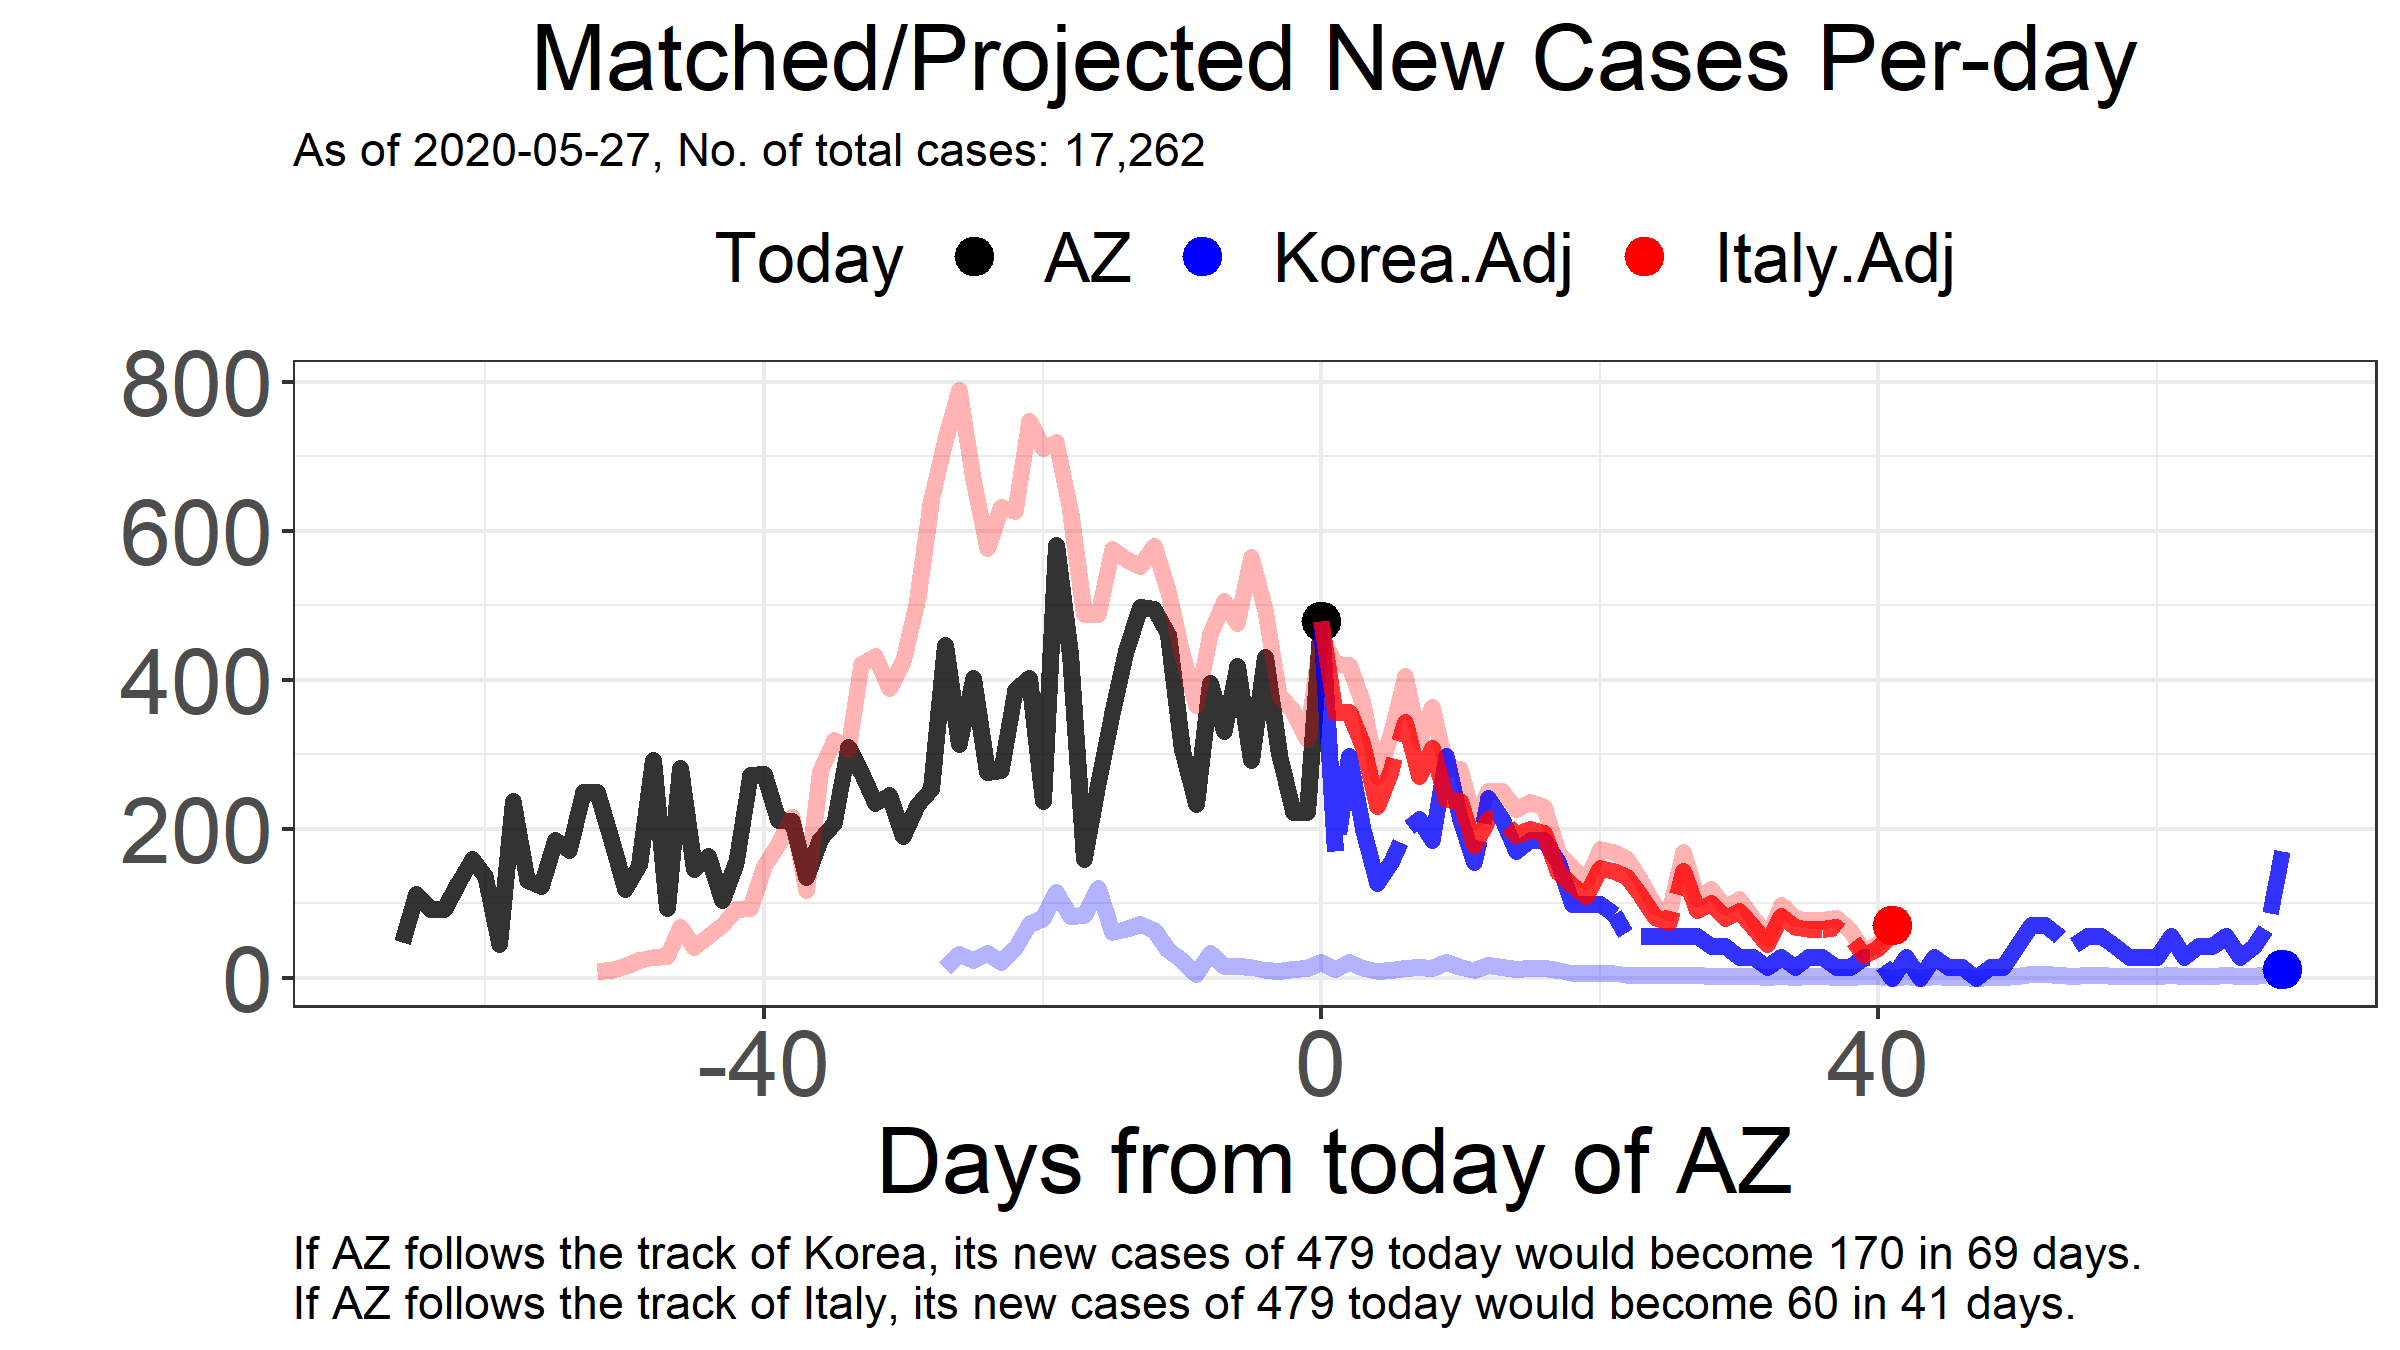 Matched/Projected New Cases Per-day
As of 2020-05-27, No. of total cases: 17,262
Today AZ Korea.Adj Italy.Adj
800
600
400
200
0
-40 0 40
Days from today of AZ
If AZ follows the track of Korea, its new cases of 479 today would become 170 in 69 days.
If AZ follows the track of Italy, its new cases of 479 today would become 60 in 41 days.